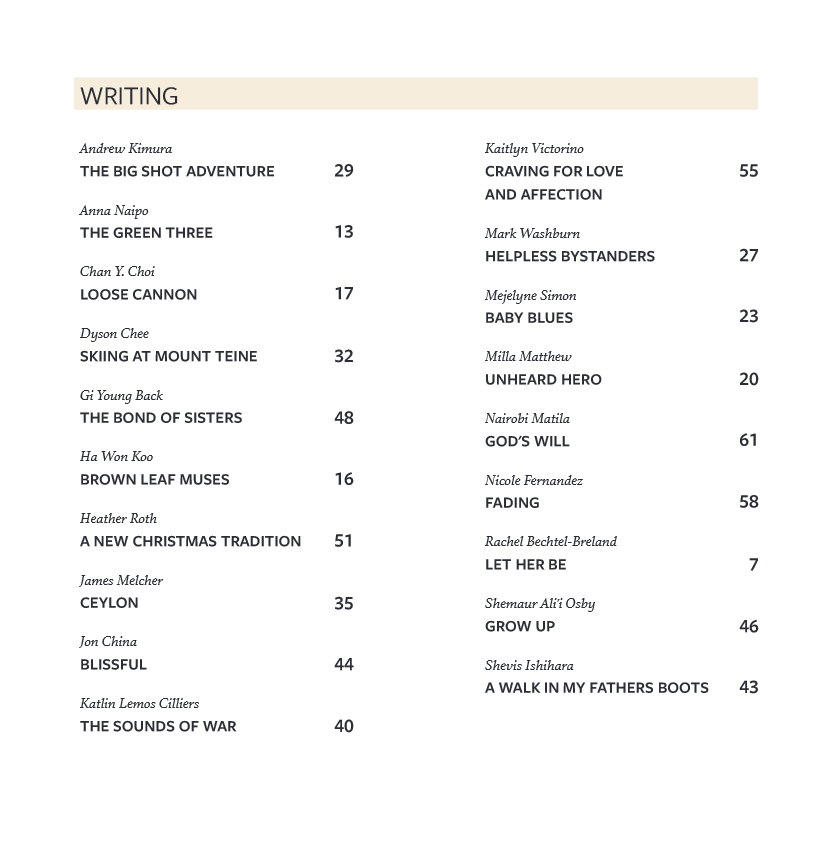 WRITING
Andrew Kimura
THE BIG SHOT ADVENTURE 29
Anna Naipo
THE GREEN THREE 13
Chan Y. Choi
LOOSE CANNON 17
Dyson Chee
SKIING AT MOUNT TEINE 32
Gi Young Back
THE BOND OF SISTERS 48
Ha Won Koo
BROWN LEAF MUSES 16
Heather Roth
A NEW CHRISTMAS TRADITION 51
James Melcher
CEYLON 35
Jon China
BLISSFUL 44
Katlin Lemos Cilliers
THE SOUNDS OF WAR 40
Kaitlyn Victorino
CRAVING FOR LOVE 55
AND AFFECTION
Mark Washburn
HELPLESS BYSTANDERS 27
Mejelyne Simon
BABY BLUES 23
Milla Matthew
UNHEARD HERO 20
Nairobi Matila
GOD'S WILL 61
Nicole Fernandez
FADING 58
Rachel Bechtel-Breland
LET HER BE 7
Shemaur Ali'i Osby
GROW UP 46
Shevis Ishihara
A WALK IN MY FATHERS BOOTS 43